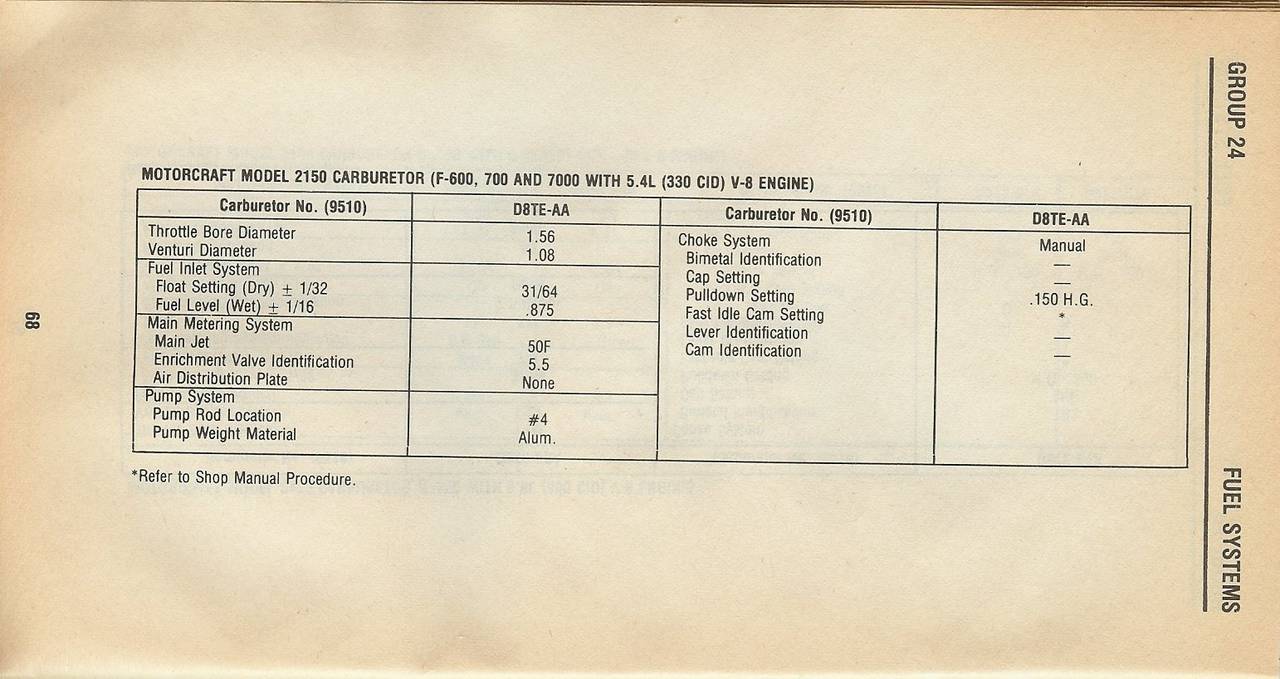 GROUP 24
FUEL SYSTEMS
MOTORCRAFT MODEL 2150 CARBURETOR (F-600, 700 AND 7000 WITH 5.4L (330 CID) V-8 ENGINE)
Carburetor No. (9510) D8TE-AA
Throttle Bore Diameter 1.56
Venturi Diameter 1.08
Fuel Inlet System
Float Setting (Dry) ± 1/32 31/64
Fuel Level (Wet) ± 1/16 .875
Main Metering System
Main Jet 50F
Enrichment Valve Identification 5.5
Air Distribution Plate None
Pump System
Pump Rod Location #4
Pump Weight Material Alum.
Carburetor No. (9510) D8TE-AA
Choke System Manual
Bimetal Identification —
Cap Setting —
Pulldown Setting .150 H.G.
Fast Idle Cam Setting *
Lever Identification —
Cam Identification —
*Refer to Shop Manual Procedure.
68